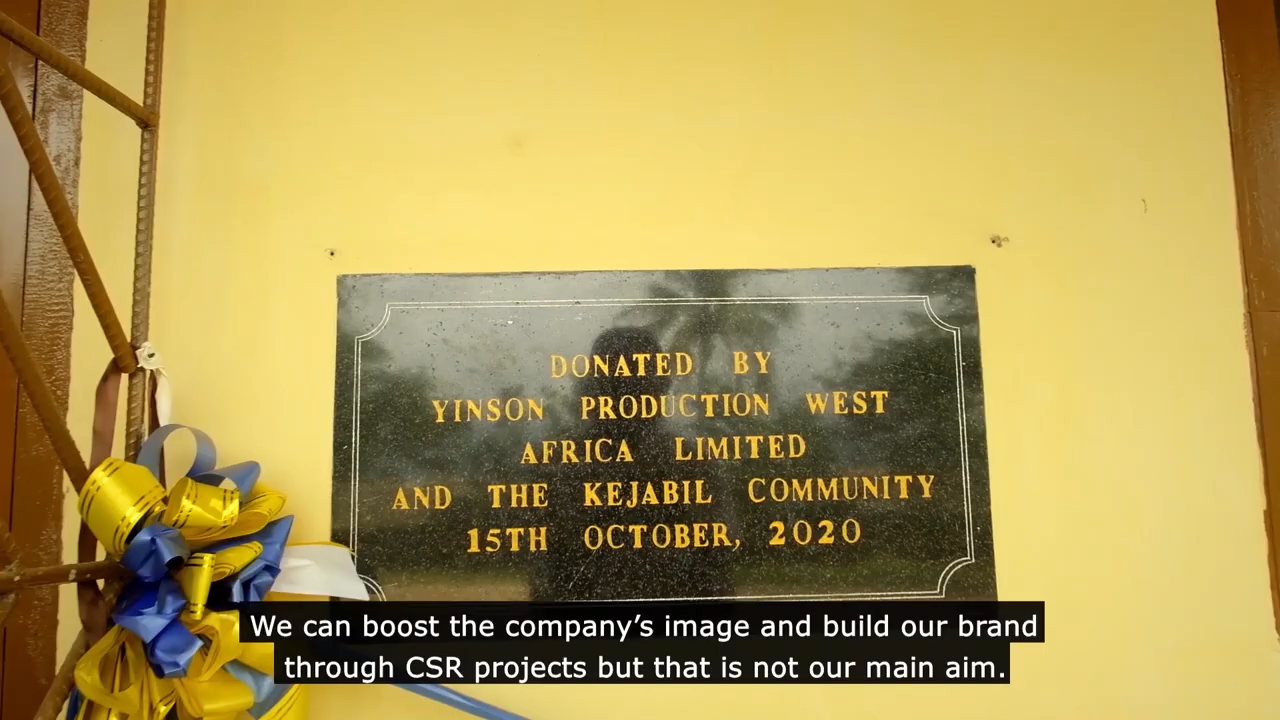 DONATED BY
YINSON PRODUCTION WEST
AFRICA LIMITED
AND THE KEJABIL COMMUNITY
15TH OCTOBER, 2020
We can boost the company’s image and build our brand
through CSR projects but that is not our main aim.